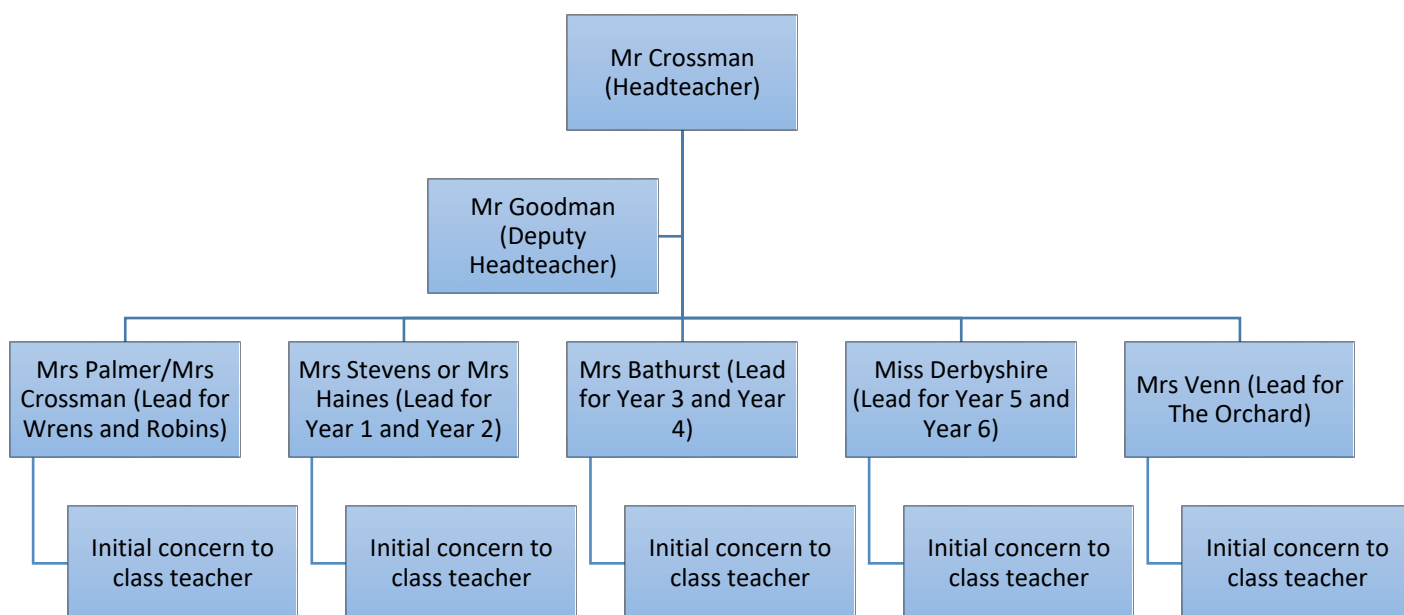 Mr Crossman
(Headteacher)
Mr Goodman
(Deputy
Headteacher)
Mrs Palmer/Mrs
Crossman (Lead for
Wrens and Robins)
Mrs Stevens or Mrs
Haines (Lead for
Year 1 and Year 2)
Mrs Bathurst (Lead
for Year 3 and Year
4)
Miss Derbyshire
(Lead for Year 5 and
Year 6)
Mrs Venn (Lead for
The Orchard)
Initial concern to
class teacher
Initial concern to
class teacher
Initial concern to
class teacher
Initial concern to
class teacher
Initial concern to
class teacher